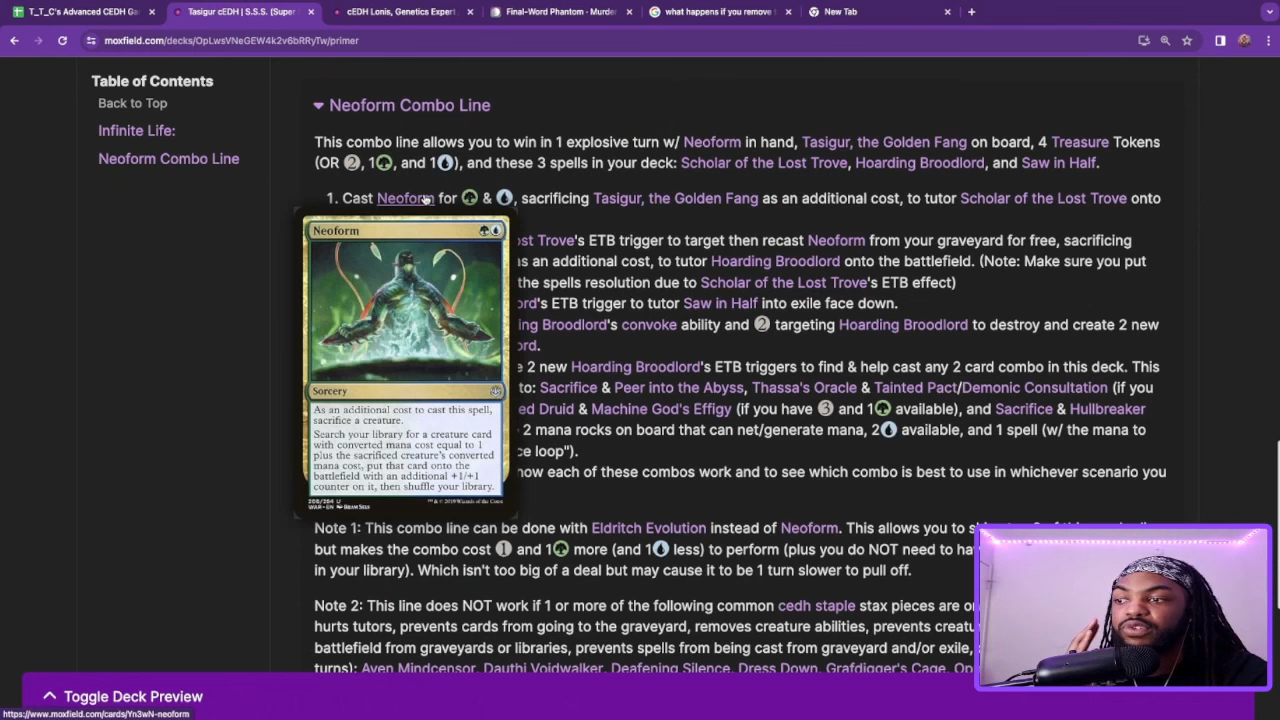 T_T_C's Advanced CEDH Ga
Tasigur cEDH | S.S.S. (Super
cEDH Lonis, Genetics Expert
Final-Word Phantom · Murder
what happens if you remove t
New Tab
moxfield.com/decks/OpLwsVNeGEW4k2v6bRRyTw/primer
Table of Contents
Back to Top
Infinite Life:
Neoform Combo Line
Neoform Combo Line
This combo line allows you to win in 1 explosive turn w/ Neoform in hand, Tasigur, the Golden Fang on board, 4 Treasure Tokens
(OR 2, 1, and 1), and these 3 spells in your deck: Scholar of the Lost Trove, Hoarding Broodlord, and Saw in Half.
1. Cast Neoform for & , sacrificing Tasigur, the Golden Fang as an additional cost, to tutor Scholar of the Lost Trove onto
ost Trove's ETB trigger to target then recast Neoform from your graveyard for free, sacrificing
as an additional cost, to tutor Hoarding Broodlord onto the battlefield. (Note: Make sure you put
the spells resolution due to Scholar of the Lost Trove's ETB effect)
rd's ETB trigger to tutor Saw in Half into exile face down.
ing Broodlord's convoke ability and 2 targeting Hoarding Broodlord to destroy and create 2 new
rd.
e 2 new Hoarding Broodlord's ETB triggers to find & help cast any 2 card combo in this deck. This
to: Sacrifice & Peer into the Abyss, Thassa's Oracle & Tainted Pact/Demonic Consultation (if you
ed Druid & Machine God's Effigy (if you have 3 and 1 available), and Sacrifice & Hullbreaker
2 mana rocks on board that can net/generate mana, 2 available, and 1 spell (w/ the mana to
ce loop").
how each of these combos work and to see which combo is best to use in whichever scenario you
Neoform
Sorcery
As an additional cost to cast this spell,
sacrifice a creature.
Search your library for a creature card
with converted mana cost equal to 1
plus the sacrificed creature's converted
mana cost, put that card onto the
battlefield with an additional +1/+1
counter on it, then shuffle your library.
Note 1: This combo line can be done with Eldritch Evolution instead of Neoform. This allows you to
but makes the combo cost 1 and 1 more (and 1 less) to perform (plus you do NOT need to ha
in your library). Which isn't too big of a deal but may cause it to be 1 turn slower to pull off.
Note 2: This line does NOT work if 1 or more of the following common cedh staple stax pieces are o
hurts tutors, prevents cards from going to the graveyard, removes creature abilities, prevents creatu
battlefield from graveyards or libraries, prevents spells from being cast from graveyard and/or exile,
turns): Aven Mindcensor, Dauthi Voidwalker, Deafening Silence, Dress Down, Grafdigger's Cage, Op
Toggle Deck Preview
https://www.moxfield.com/cards/Yn3wN-neoform